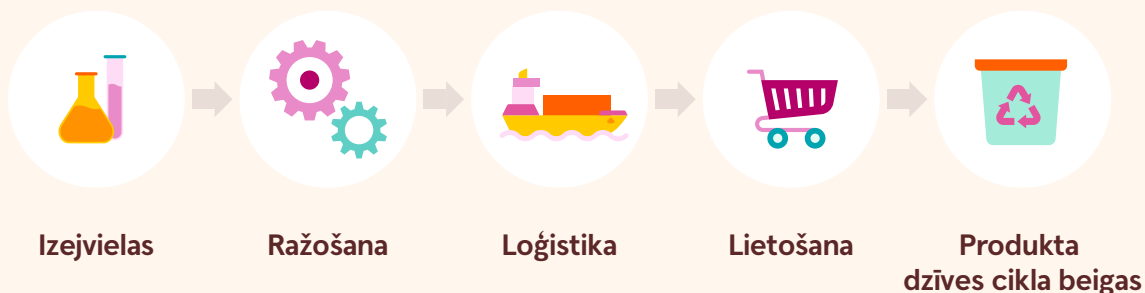 Izejvielas
Ražošana
Loģistika
Lietošana
Produkta
dzīves cikla beigas